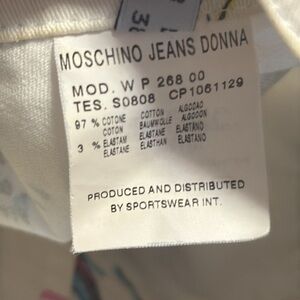 MOSCHINO JEANS DONNA
MOD. W P 268 00
TES. S0808 CP1061129
97 % COTONE COTTON ALGODAO
COTON BAUMWOLLE ALGODON
3 % ELASTAM ELASTANE ELASTANO
ELASTANE ELASTHAN ELASTANO
PRODUCED AND DISTRIBUTED
BY SPORTSWEAR INT.